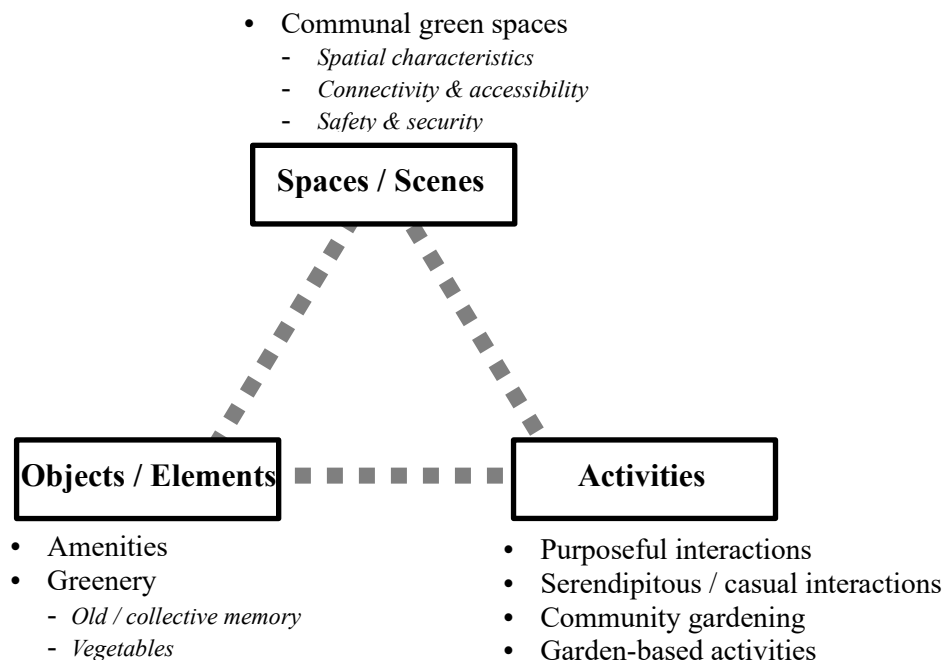 • Communal green spaces
- Spatial characteristics
- Connectivity & accessibility
- Safety & security
Spaces / Scenes
Objects / Elements
Activities
• Amenities
• Greenery
- Old / collective memory
- Vegetables
• Purposeful interactions
• Serendipitous / casual interactions
• Community gardening
• Garden-based activities